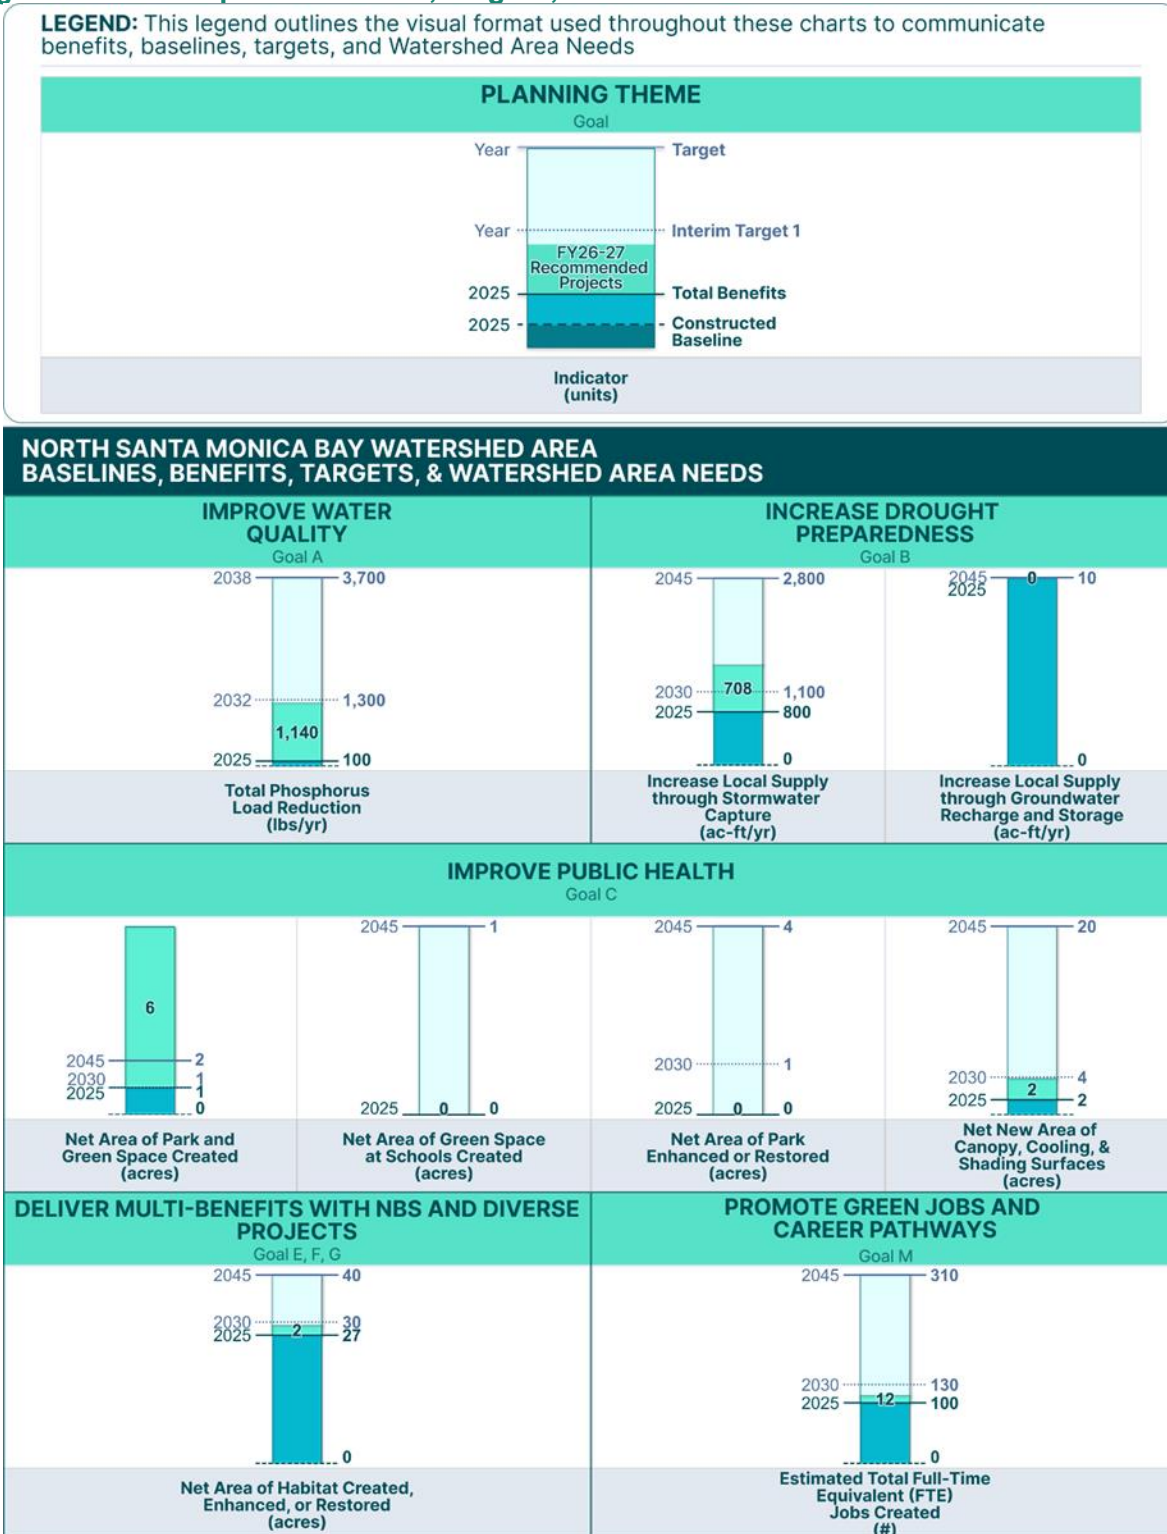 LEGEND: This legend outlines the visual format used throughout these charts to communicate
benefits, baselines, targets, and Watershed Area Needs
PLANNING THEME
Goal
Year
Target
Year
Interim Target 1
FY26-27
Recommended
Projects
2025
Total Benefits
2025
Constructed
Baseline
Indicator
(units)
NORTH SANTA MONICA BAY WATERSHED AREA
BASELINES, BENEFITS, TARGETS, & WATERSHED AREA NEEDS
IMPROVE WATER
QUALITY
Goal A
2038
3,700
2032
1,300
1,140
2025
100
Total Phosphorus
Load Reduction
(lbs/yr)
INCREASE DROUGHT
PREPAREDNESS
Goal B
2045
2,800
2030
708
1,100
2025
800
0
Increase Local Supply
through Stormwater
Capture
(ac-ft/yr)
2045
0
10
2025
0
Increase Local Supply
through Groundwater
Recharge and Storage
(ac-ft/yr)
IMPROVE PUBLIC HEALTH
Goal C
6
2045
2
2030
1
2025
1
0
Net Area of Park and
Green Space Created
(acres)
2045
1
2025
0
0
Net Area of Green Space
at Schools Created
(acres)
2045
4
2030
1
2025
0
0
Net Area of Park
Enhanced or Restored
(acres)
2045
20
2030
4
2
2025
2
Net New Area of
Canopy, Cooling, &
Shading Surfaces
(acres)
DELIVER MULTI-BENEFITS WITH NBS AND DIVERSE
PROJECTS
Goal E, F, G
2045
40
2030
30
2
2025
27
0
Net Area of Habitat Created,
Enhanced, or Restored
(acres)
PROMOTE GREEN JOBS AND
CAREER PATHWAYS
Goal M
2045
310
2030
130
12
2025
100
0
Estimated Total Full-Time
Equivalent (FTE)
Jobs Created
(#)